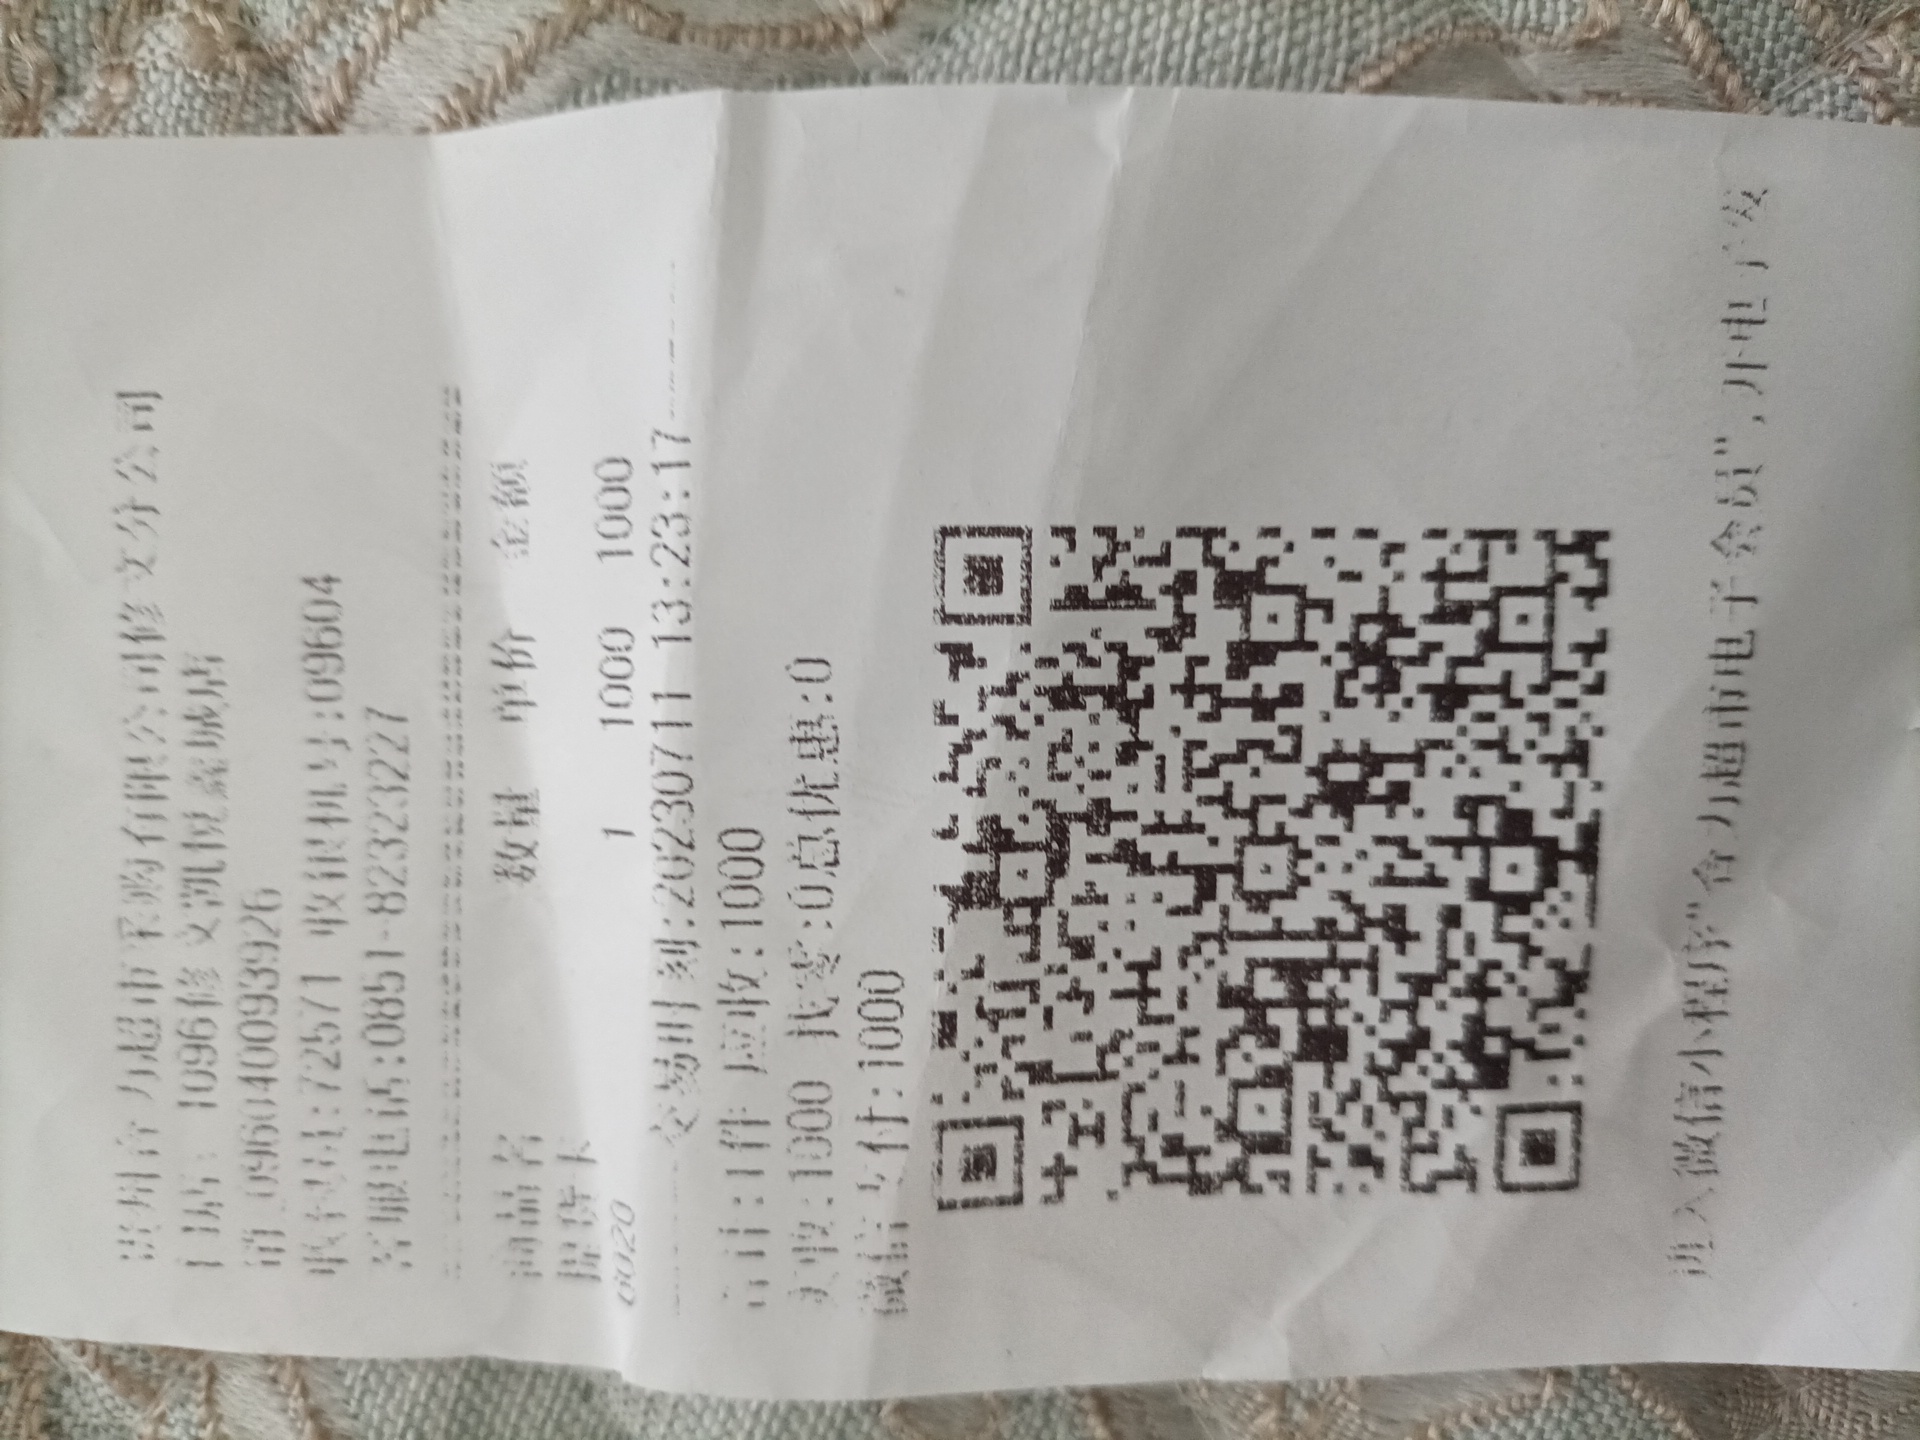 贵州合力超市采购有限公司修文分公司
门店: 1096修文凯悦鑫城店
0960400093926
收银员:72571 收银机号:09604
客服电话:0851-82323227
商品名 数量 单价 金额
提货卡
0020 1 1000 1000
交易时刻:20230711 13:23:17
合计:1件 应收:1000
实收:1000 找零:0总优惠:0
微信支付:1000
进入微信小程序"合力超市电子会员",开电子发